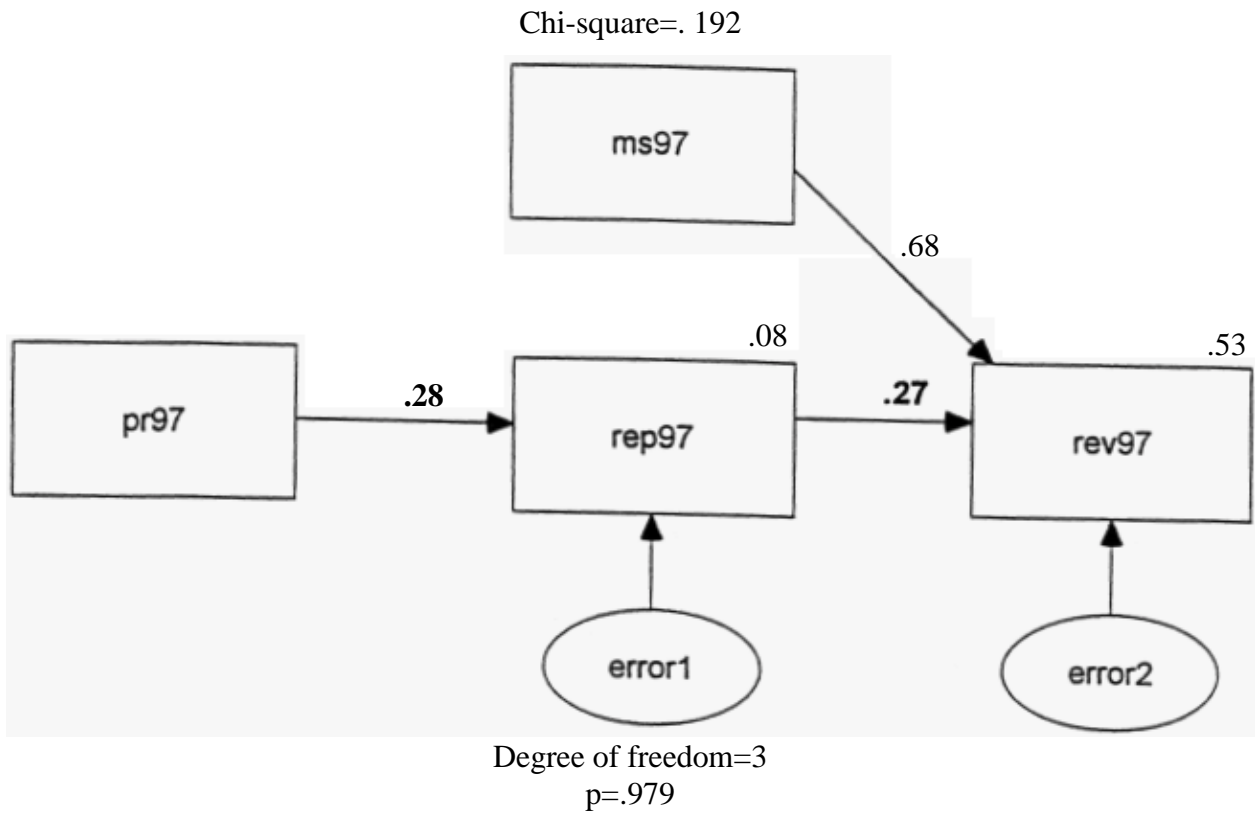 Chi-square=. 192
ms97
.68
.08
.53
pr97
.28
rep97
.27
rev97
error1
error2
Degree of freedom=3
p=.979